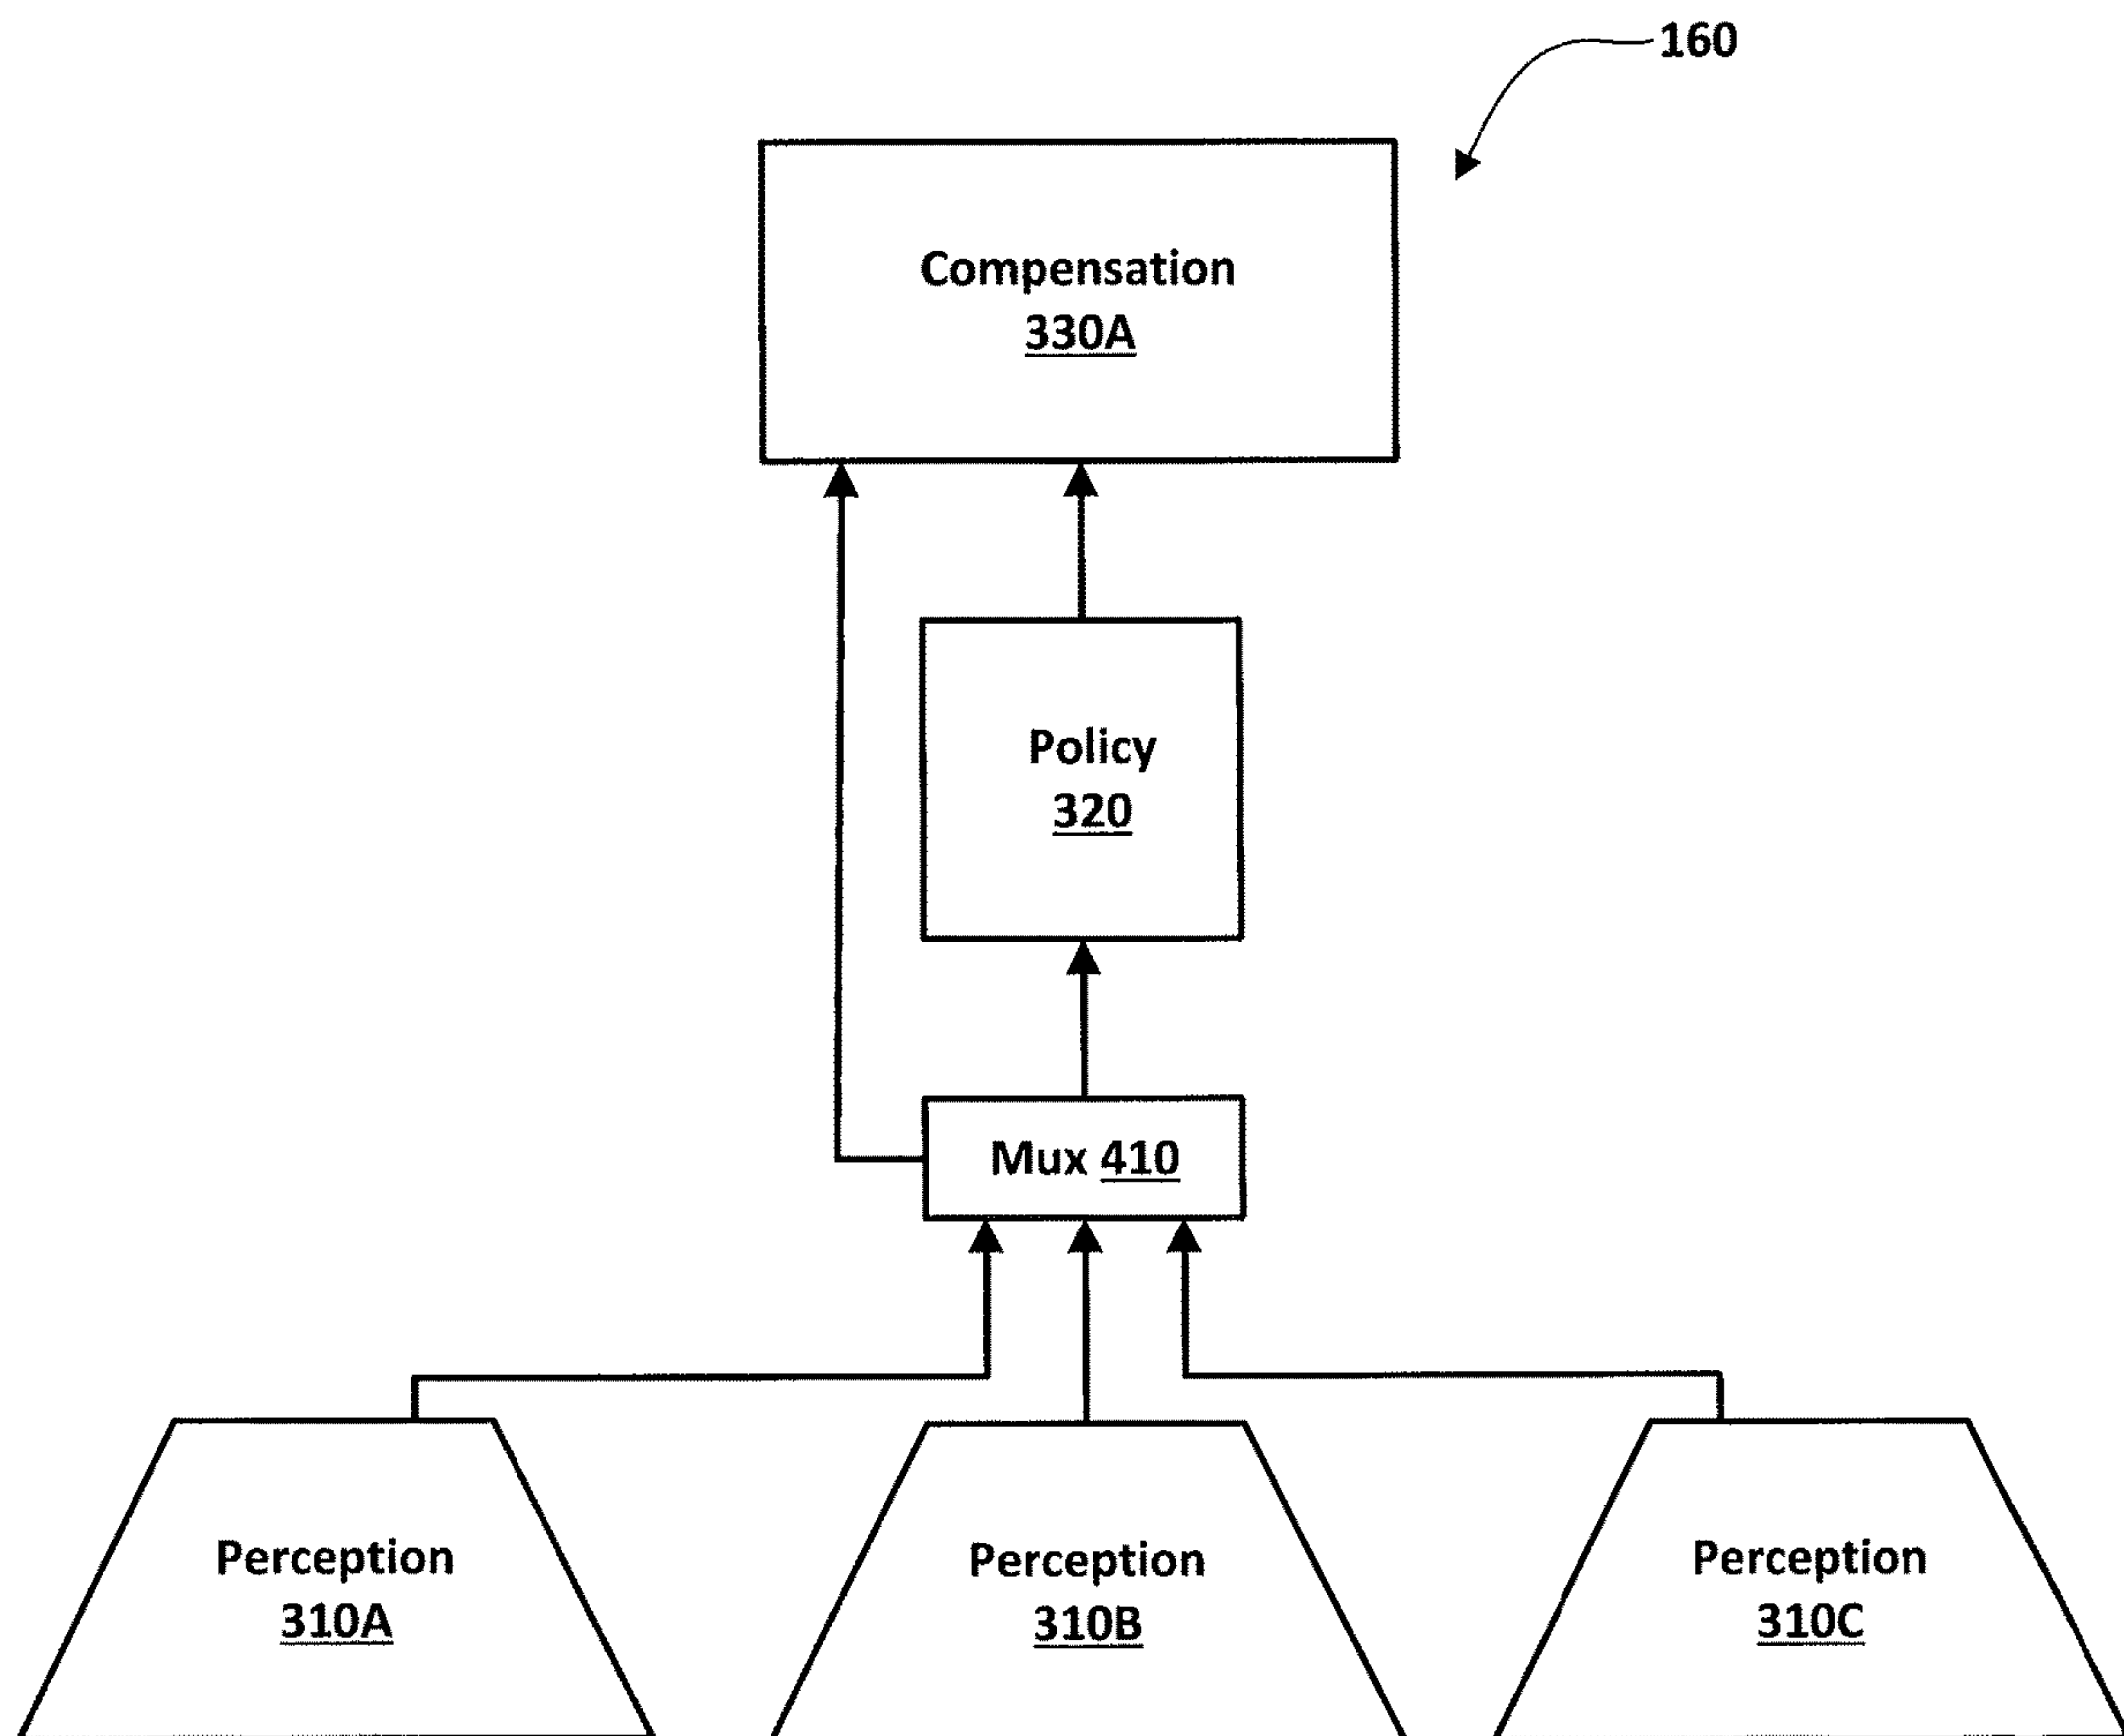 160
Compensation
330A
Policy
320
Mux 410
Perception
310A
Perception
310B
Perception
310C